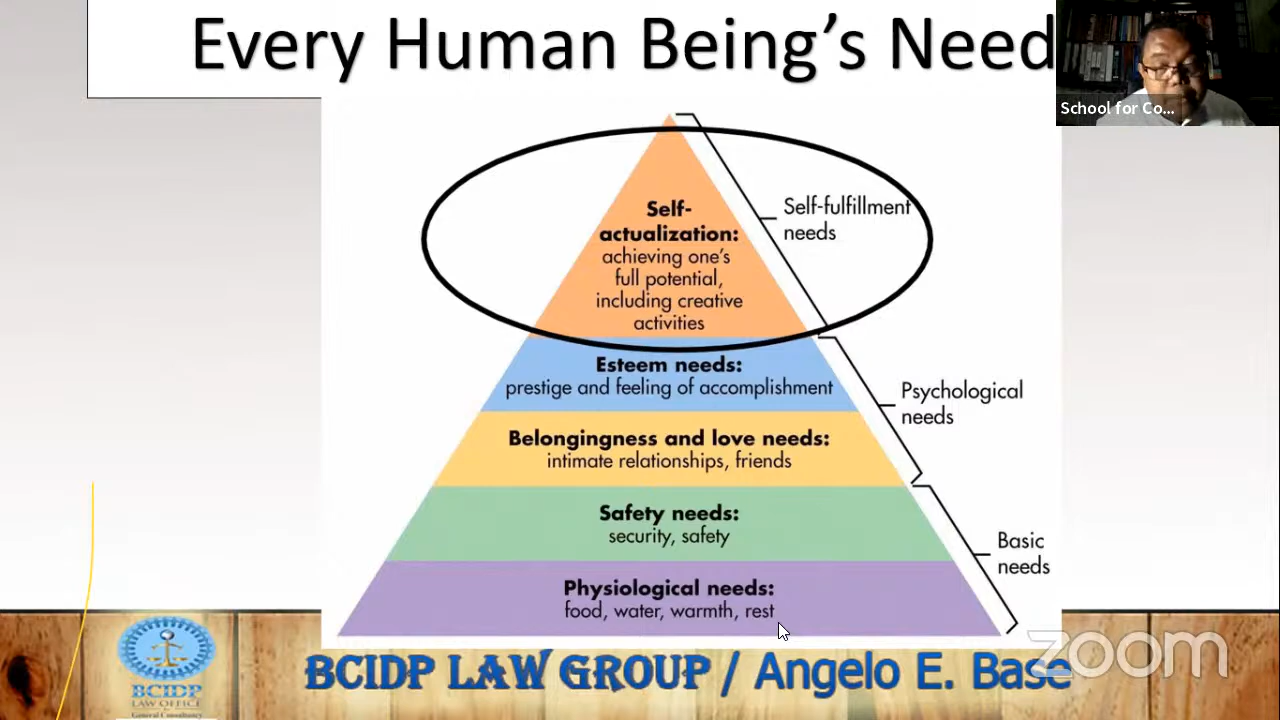 Every Human Being's Need
School for Co...
Self-
actualization:
achieving one's
full potential,
including creative
activities
Self-fulfillment
needs
Esteem needs:
prestige and feeling of accomplishment
Psychological
needs
Belongingness and love needs:
intimate relationships, friends
Safety needs:
security, safety
Basic
needs
Physiological needs:
food, water, warmth, rest
BCIDP
LAW OFFICE
General Consultancy
BCIDP LAW GROUP / Angelo E. Base
zoom